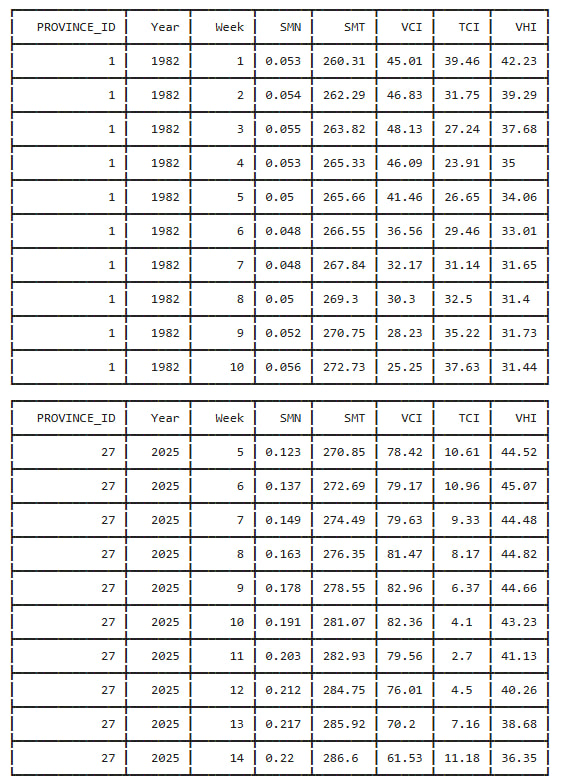 PROVINCE_ID Year Week SMN SMT VCI TCI VHI
1 1982 1 0.053 260.31 45.01 39.46 42.23
1 1982 2 0.054 262.29 46.83 31.75 39.29
1 1982 3 0.055 263.82 48.13 27.24 37.68
1 1982 4 0.053 265.33 46.09 23.91 35
1 1982 5 0.05 265.66 41.46 26.65 34.06
1 1982 6 0.048 266.55 36.56 29.46 33.01
1 1982 7 0.048 267.84 32.17 31.14 31.65
1 1982 8 0.05 269.3 30.3 32.5 31.4
1 1982 9 0.052 270.75 28.23 35.22 31.73
1 1982 10 0.056 272.73 25.25 37.63 31.44
PROVINCE_ID Year Week SMN SMT VCI TCI VHI
27 2025 5 0.123 270.85 78.42 10.61 44.52
27 2025 6 0.137 272.69 79.17 10.96 45.07
27 2025 7 0.149 274.49 79.63 9.33 44.48
27 2025 8 0.163 276.35 81.47 8.17 44.82
27 2025 9 0.178 278.55 82.96 6.37 44.66
27 2025 10 0.191 281.07 82.36 4.1 43.23
27 2025 11 0.203 282.93 79.56 2.7 41.13
27 2025 12 0.212 284.75 76.01 4.5 40.26
27 2025 13 0.217 285.92 70.2 7.16 38.68
27 2025 14 0.22 286.6 61.53 11.18 36.35